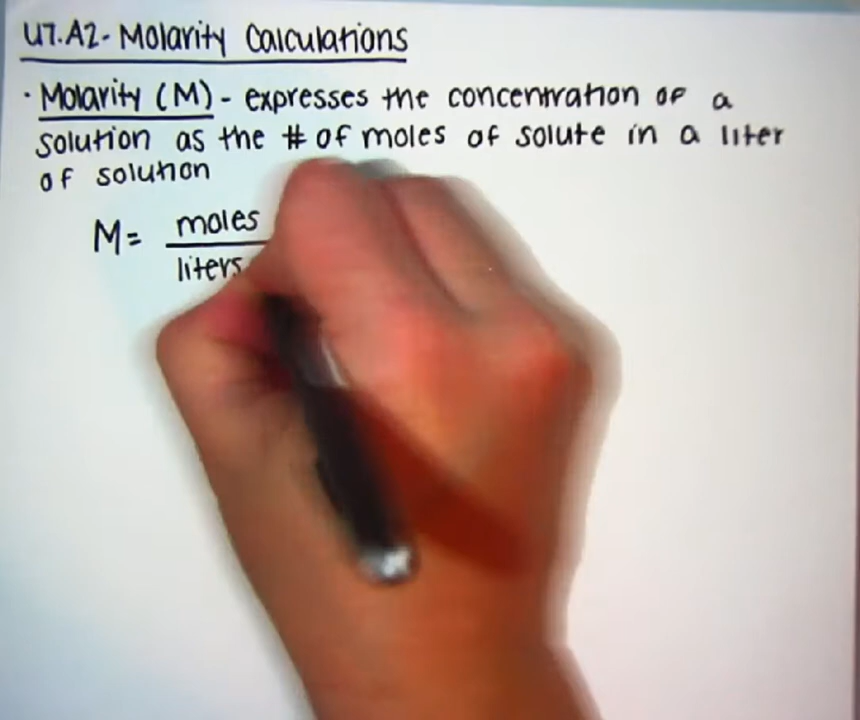 U7.A2- Molarity Calculations
· Molarity (M) - expresses the concentration of a
solution as the # of moles of solute in a liter
of solution
M= moles
liters